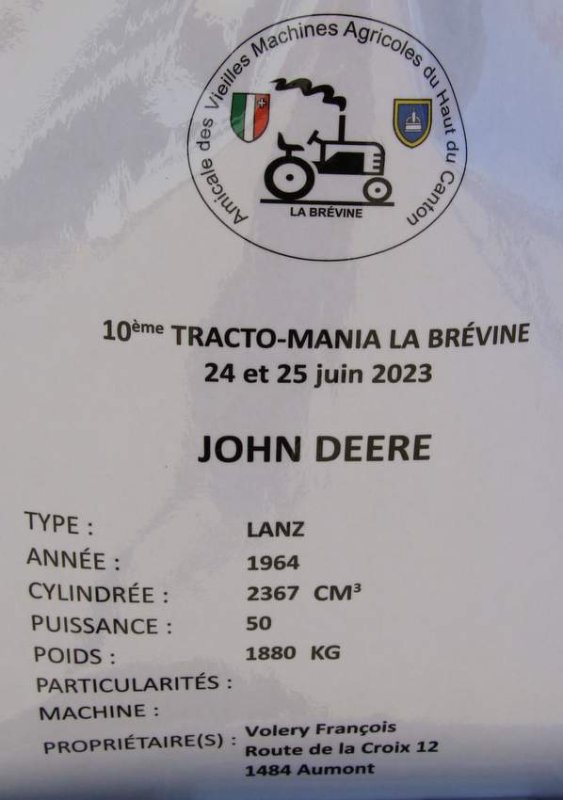 Amicale des Vieilles Machines Agricoles du Haut du Canton
LA BRÉVINE
10ème TRACTO-MANIA LA BRÉVINE
24 et 25 juin 2023
JOHN DEERE
TYPE : LANZ
ANNÉE : 1964
CYLINDRÉE : 2367 CM³
PUISSANCE : 50
POIDS : 1880 KG
PARTICULARITÉS :
MACHINE :
PROPRIÉTAIRE(S) : Volery François
Route de la Croix 12
1484 Aumont